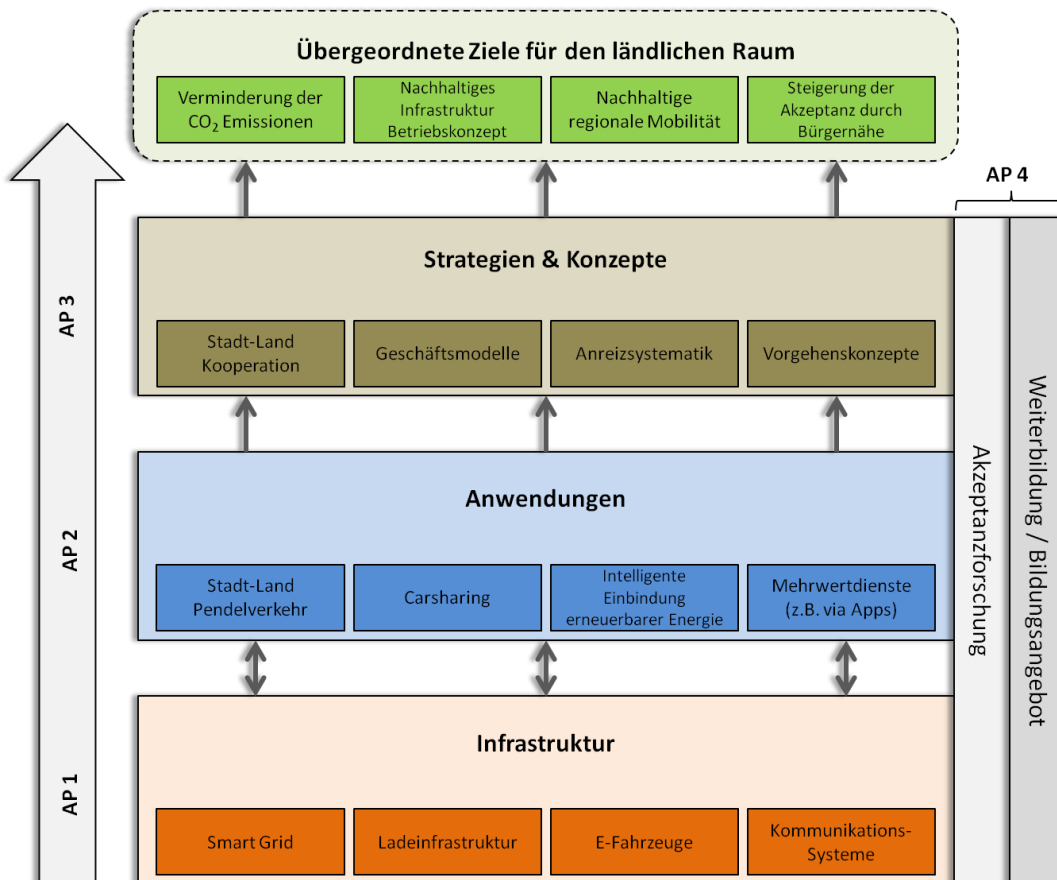 Übergeordnete Ziele für den ländlichen Raum
Verminderung der
CO₂ Emissionen
Nachhaltiges
Infrastruktur
Betriebskonzept
Nachhaltige
regionale Mobilität
Steigerung der
Akzeptanz durch
Bürgernähe
AP 4
AP 3
Strategien & Konzepte
Stadt-Land
Kooperation
Geschäftsmodelle
Anreizsystematik
Vorgehenskonzepte
AP 2
Anwendungen
Stadt-Land
Pendelverkehr
Carsharing
Intelligente
Einbindung
erneuerbarer Energie
Mehrwertdienste
(z.B. via Apps)
AP 1
Infrastruktur
Smart Grid
Ladeinfrastruktur
E-Fahrzeuge
Kommunikations-
Systeme
Akzeptanzforschung
Weiterbildung / Bildungsangebot